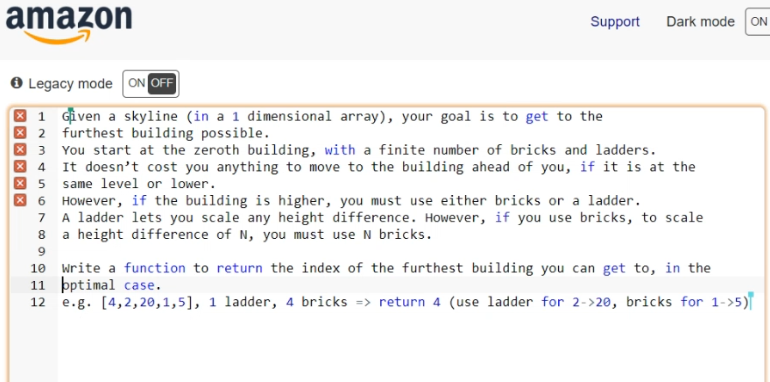 amazon
Support Dark mode ON
Legacy mode ON OFF
1 Given a skyline (in a 1 dimensional array), your goal is to get to the
2 furthest building possible.
3 You start at the zeroth building, with a finite number of bricks and ladders.
4 It doesn’t cost you anything to move to the building ahead of you, if it is at the
5 same level or lower.
6 However, if the building is higher, you must use either bricks or a ladder.
7 A ladder lets you scale any height difference. However, if you use bricks, to scale
8 a height difference of N, you must use N bricks.
9
10 Write a function to return the index of the furthest building you can get to, in the
11 optimal case.
12 e.g. [4,2,20,1,5], 1 ladder, 4 bricks => return 4 (use ladder for 2->20, bricks for 1->5)